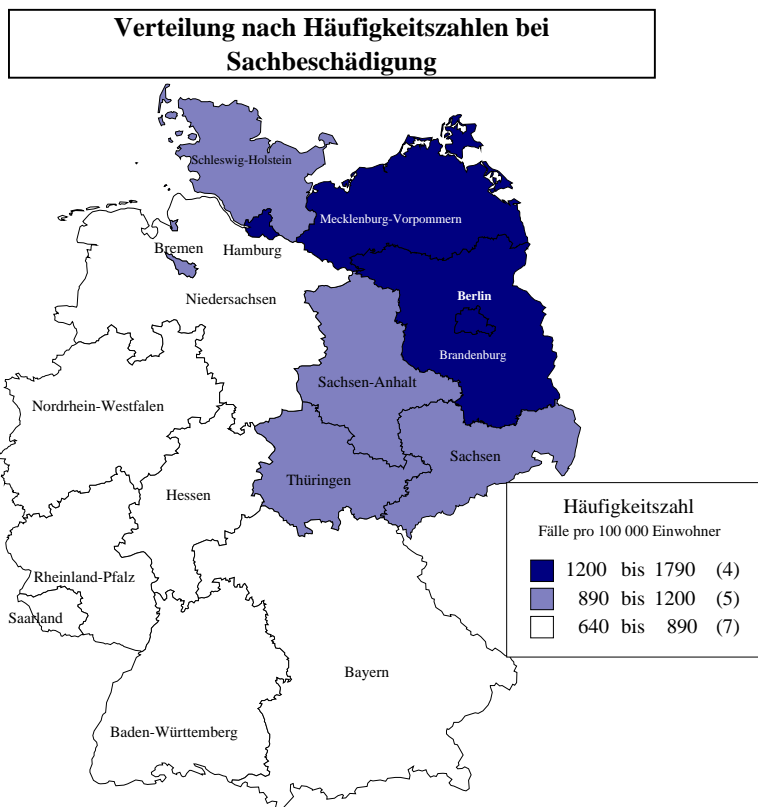 Verteilung nach Häufigkeitszahlen bei
Sachbeschädigung
Schleswig-Holstein
Mecklenburg-Vorpommern
Bremen
Hamburg
Niedersachsen
Berlin
Brandenburg
Sachsen-Anhalt
Nordrhein-Westfalen
Sachsen
Thüringen
Hessen
Häufigkeitszahl
Fälle pro 100 000 Einwohner
1200 bis 1790 (4)
890 bis 1200 (5)
640 bis 890 (7)
Rheinland-Pfalz
Saarland
Bayern
Baden-Württemberg